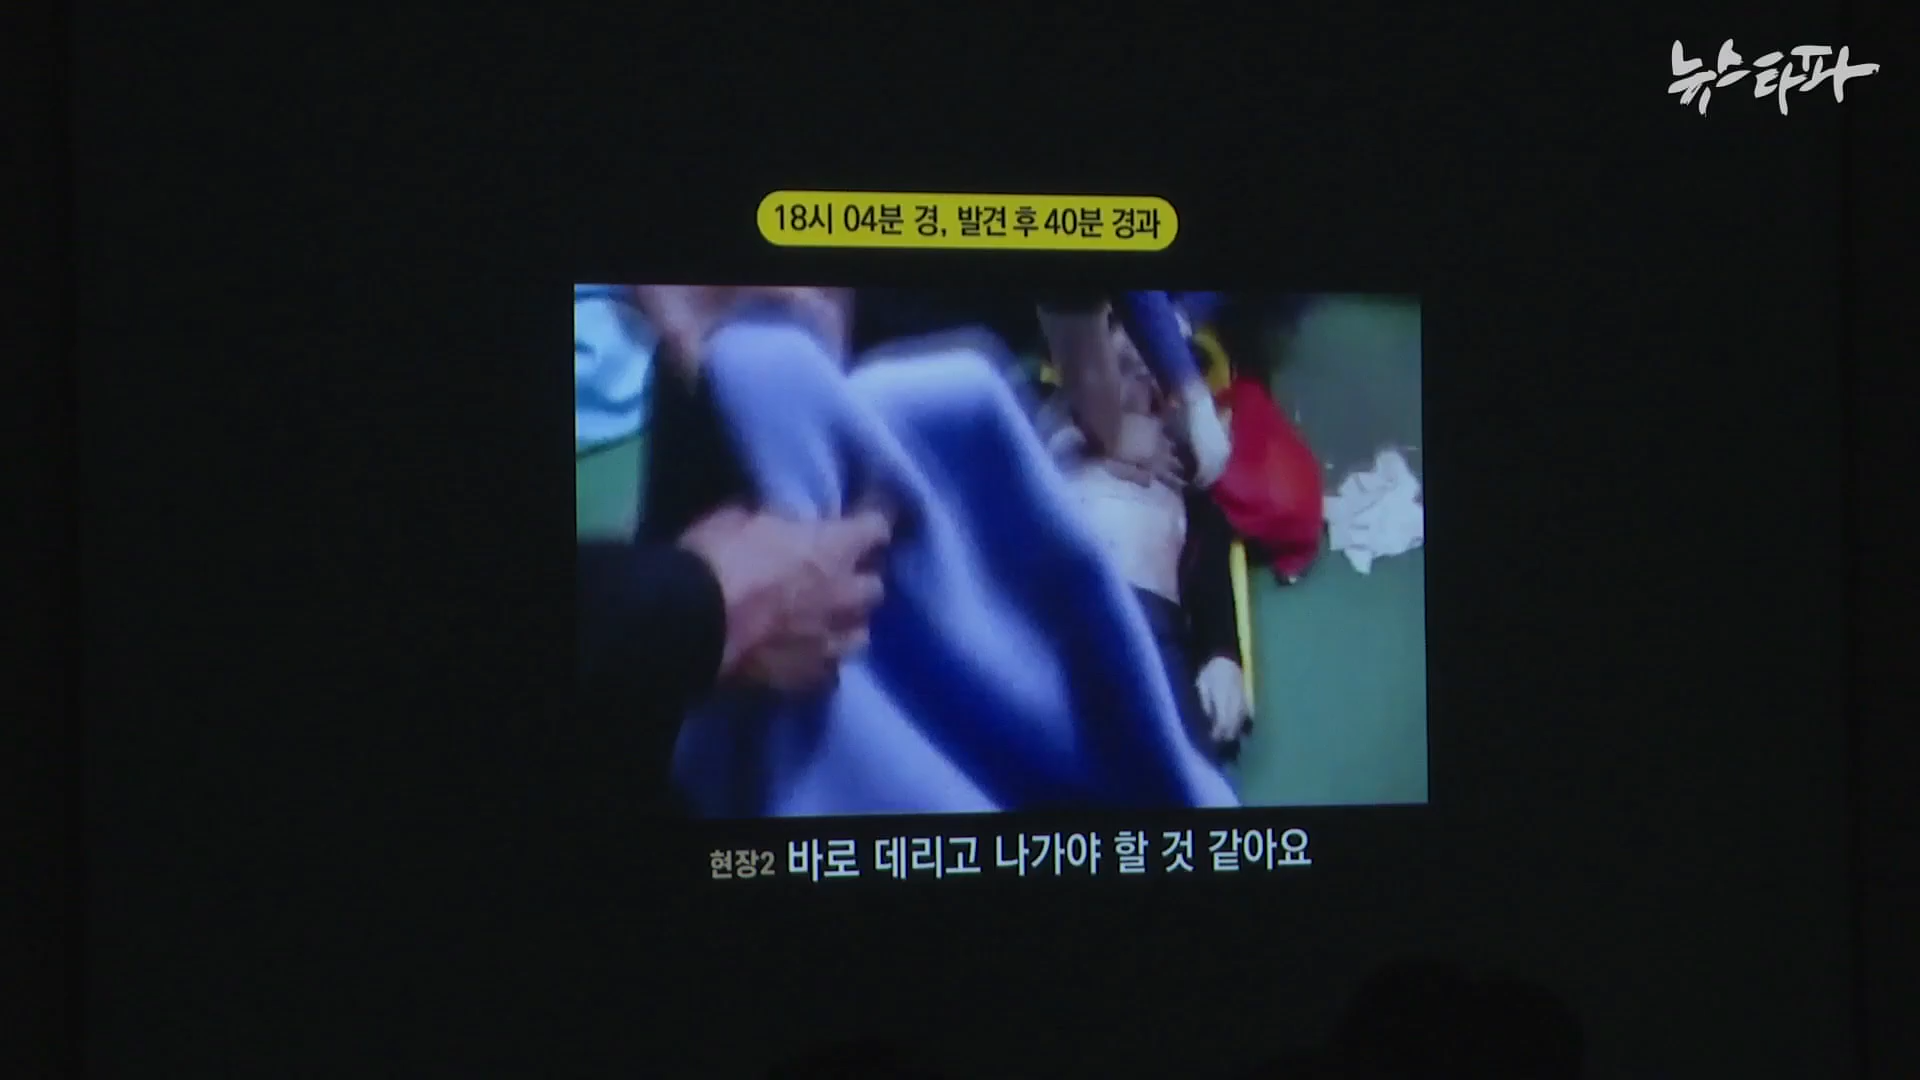 뉴스타파
18시 04분 경, 발견 후 40분 경과
현장2 바로 데리고 나가야 할 것 같아요